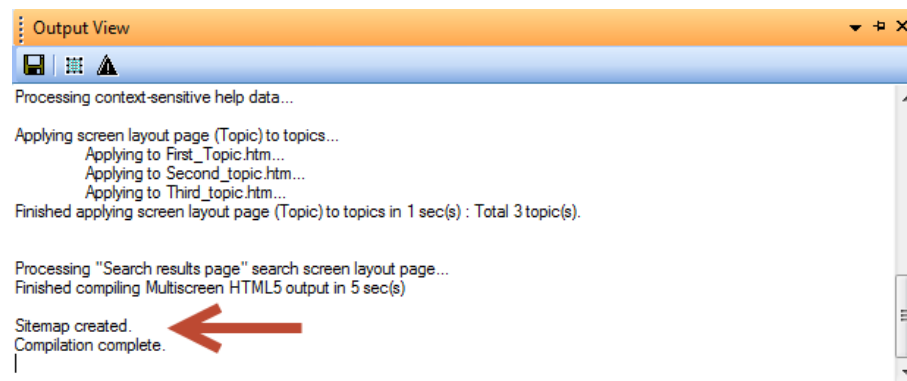 Output View
Processing context-sensitive help data...
Applying screen layout page (Topic) to topics...
Applying to First_Topic.htm...
Applying to Second_topic.htm...
Applying to Third_topic.htm...
Finished applying screen layout page (Topic) to topics in 1 sec(s) : Total 3 topic(s).
Processing "Search results page" search screen layout page...
Finished compiling Multiscreen HTML5 output in 5 sec(s)
Sitemap created.
Compilation complete.